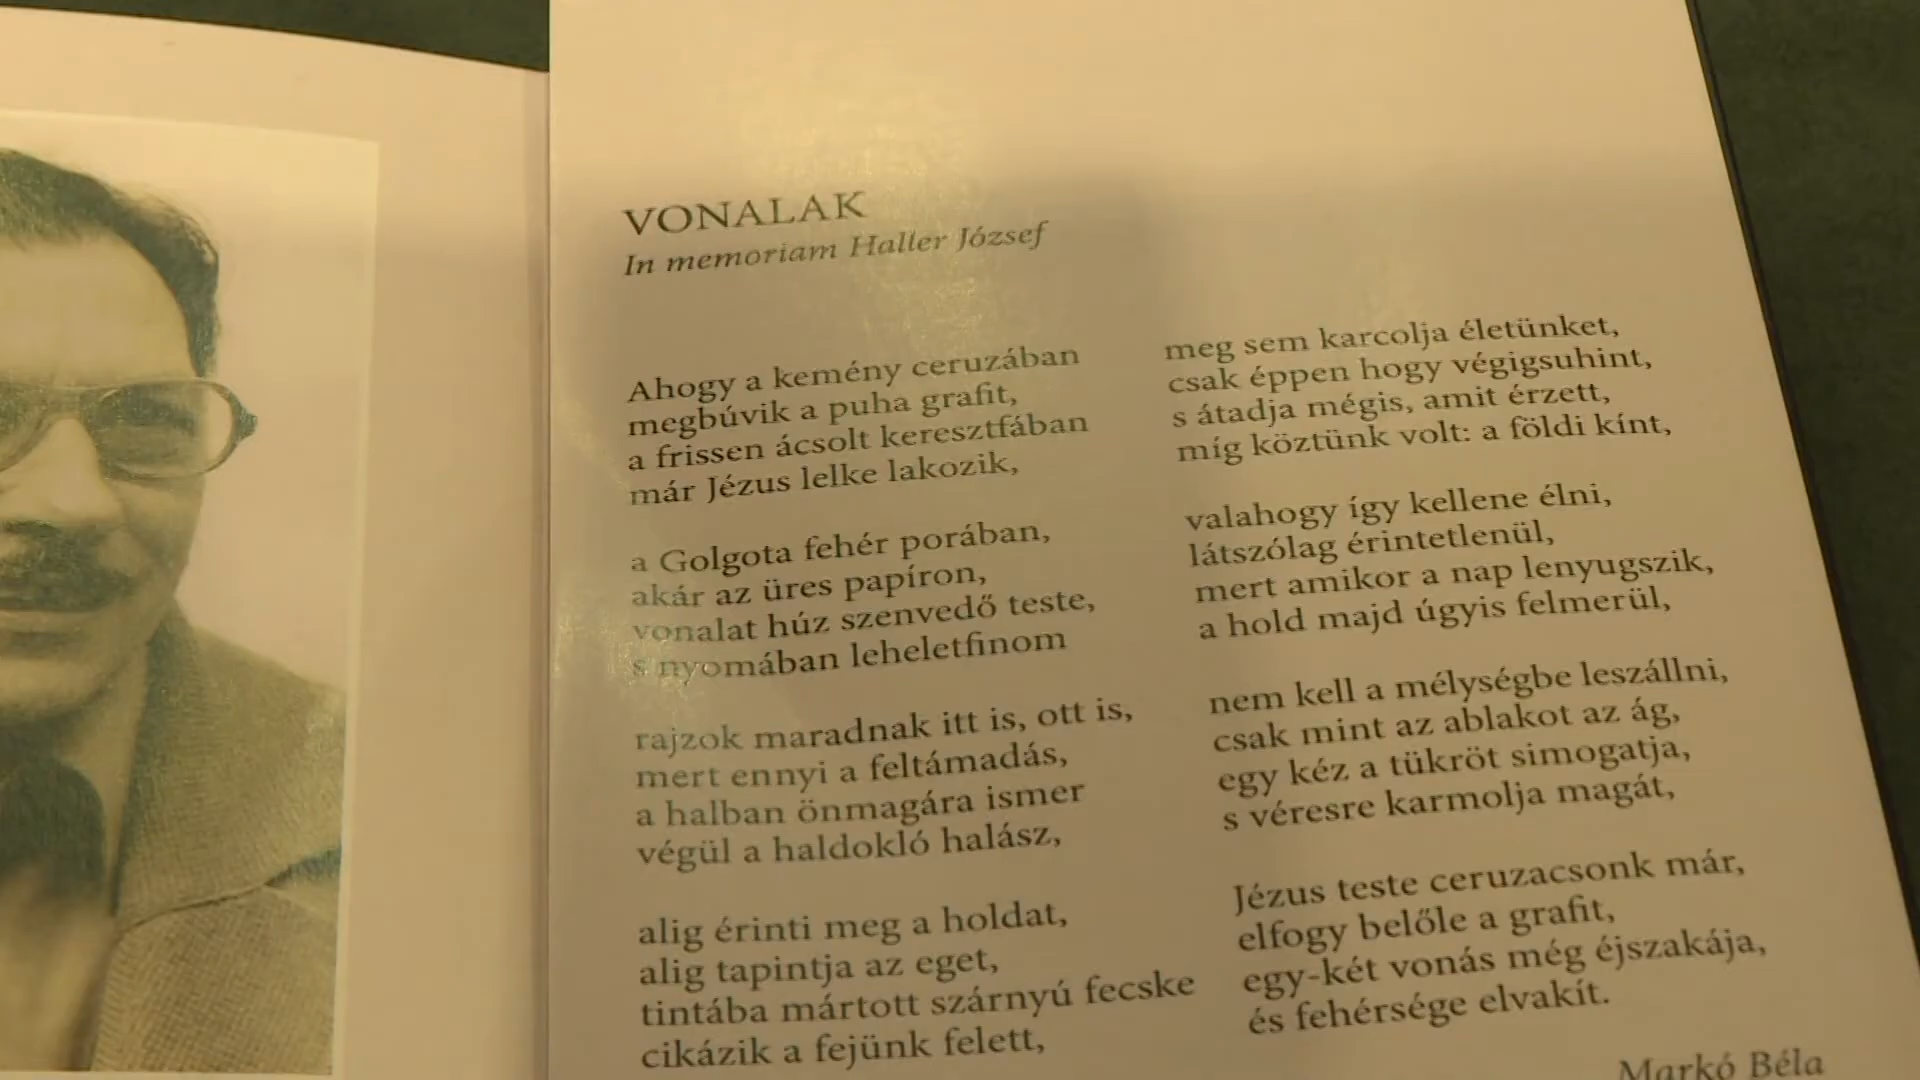 VONALAK
In memoriam Haller József
Ahogy a kemény ceruzában
megbúvik a puha grafit,
a frissen ácsolt keresztfában
már Jézus lelke lakozik,
a Golgota fehér porában,
akár az üres papíron,
vonalat húz szenvedő teste,
s nyomában leheletfinom
rajzok maradnak itt is, ott is,
mert ennyi a feltámadás,
a halban önmagára ismer
végül a haldokló halász,
alig érinti meg a holdat,
alig tapintja az eget,
tintába mártott szárnyú fecske
cikázik a fejünk felett,
meg sem karcolja életünket,
csak éppen hogy végigsuhint,
s átadja mégis, amit érzett,
míg köztünk volt: a földi kínt,
valahogy így kellene élni,
látszólag érintetlenül,
mert amikor a nap lenyugszik,
a hold majd úgyis felmerül,
nem kell a mélységbe leszállni,
csak mint az ablakot az ág,
egy kéz a tükröt simogatja,
s véresre karmolja magát,
Jézus teste ceruzacsonk már,
elfogy belőle a grafit,
egy-két vonás még éjszakája,
és fehérsége elvakít.
Markó Béla